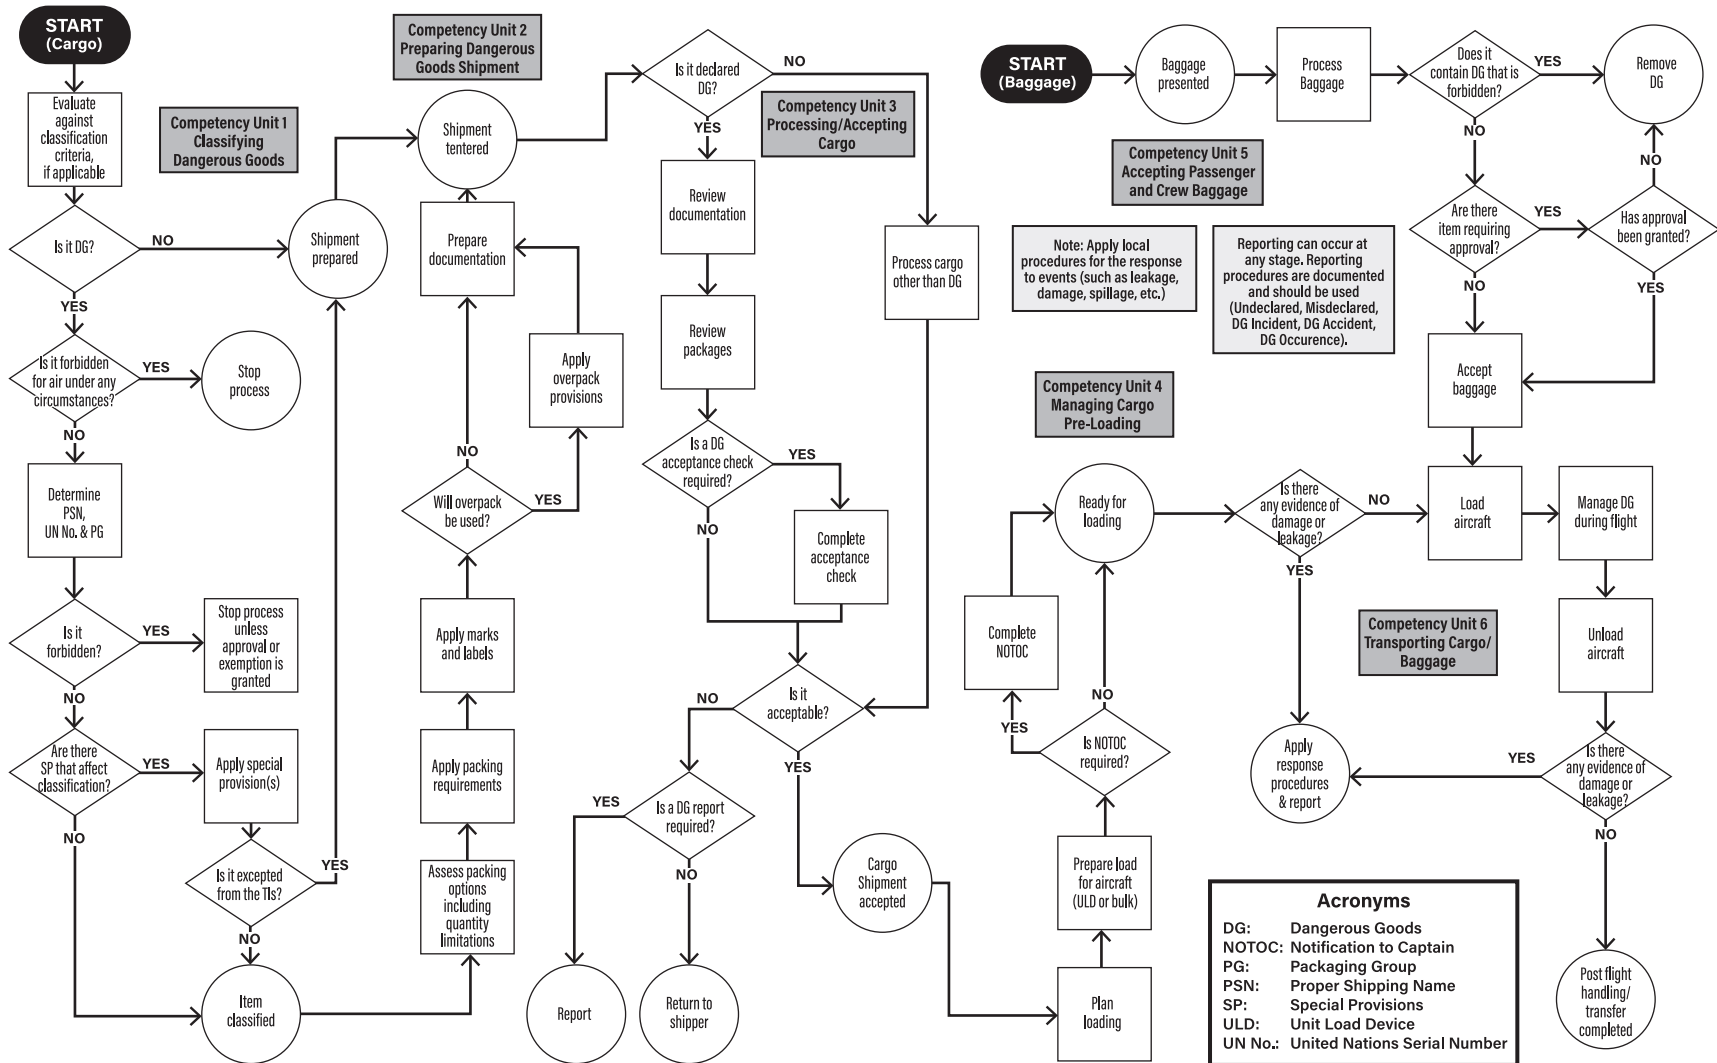 START
(Cargo)
Evaluate
against
classification
criteria,
if applicable
Competency Unit 1
Classifying
Dangerous Goods
Is it DG?
NO
YES
Shipment
prepared
Is it forbidden
for air under any
circumstances?
YES
Stop
process
NO
Determine
PSN,
UN No. & PG
Is it
forbidden?
YES
Stop process
unless
approval or
exemption is
granted
NO
Are there
SP that affect
classification?
YES
Apply special
provision(s)
NO
Is it excepted
from the TIs?
YES
NO
Item
classified
Competency Unit 2
Preparing Dangerous
Goods Shipment
Shipment
tentered
Prepare
documentation
Apply
overpack
provisions
NO
Will overpack
be used?
YES
Apply marks
and labels
Apply packing
requirements
Assess packing
options
including
quantity
limitations
Is it declared
DG?
NO
YES
Competency Unit 3
Processing/Accepting
Cargo
Review
documentation
Process cargo
other than DG
Review
packages
Is a DG
acceptance check
required?
YES
NO
Complete
acceptance
check
Is it
acceptable?
NO
YES
Is a DG report
required?
YES
NO
Report
Return to
shipper
Cargo
Shipment
accepted
START
(Baggage)
Baggage
presented
Process
Baggage
Does it
contain DG that is
forbidden?
YES
Remove
DG
NO
NO
Competency Unit 5
Accepting Passenger
and Crew Baggage
Are there
item requiring
approval?
YES
Has approval
been granted?
NO
YES
Note: Apply local
procedures for the response
to events (such as leakage,
damage, spillage, etc.)
Reporting can occur at
any stage. Reporting
procedures are documented
and should be used
(Undeclared, Misdeclared,
DG Incident, DG Accident,
DG Occurence).
Accept
baggage
Competency Unit 4
Managing Cargo
Pre-Loading
Ready for
loading
Is there
any evidence of
damage or
leakage?
NO
YES
Load
aircraft
Manage DG
during flight
Complete
NOTOC
Competency Unit 6
Transporting Cargo/
Baggage
Unload
aircraft
NO
YES
Is NOTOC
required?
Apply
response
procedures
& report
YES
Is there
any evidence of
damage or
leakage?
NO
Prepare load
for aircraft
(ULD or bulk)
Plan
loading
Post flight
handling/
transfer
completed
Acronyms
DG: Dangerous Goods
NOTOC: Notification to Captain
PG: Packaging Group
PSN: Proper Shipping Name
SP: Special Provisions
ULD: Unit Load Device
UN No.: United Nations Serial Number